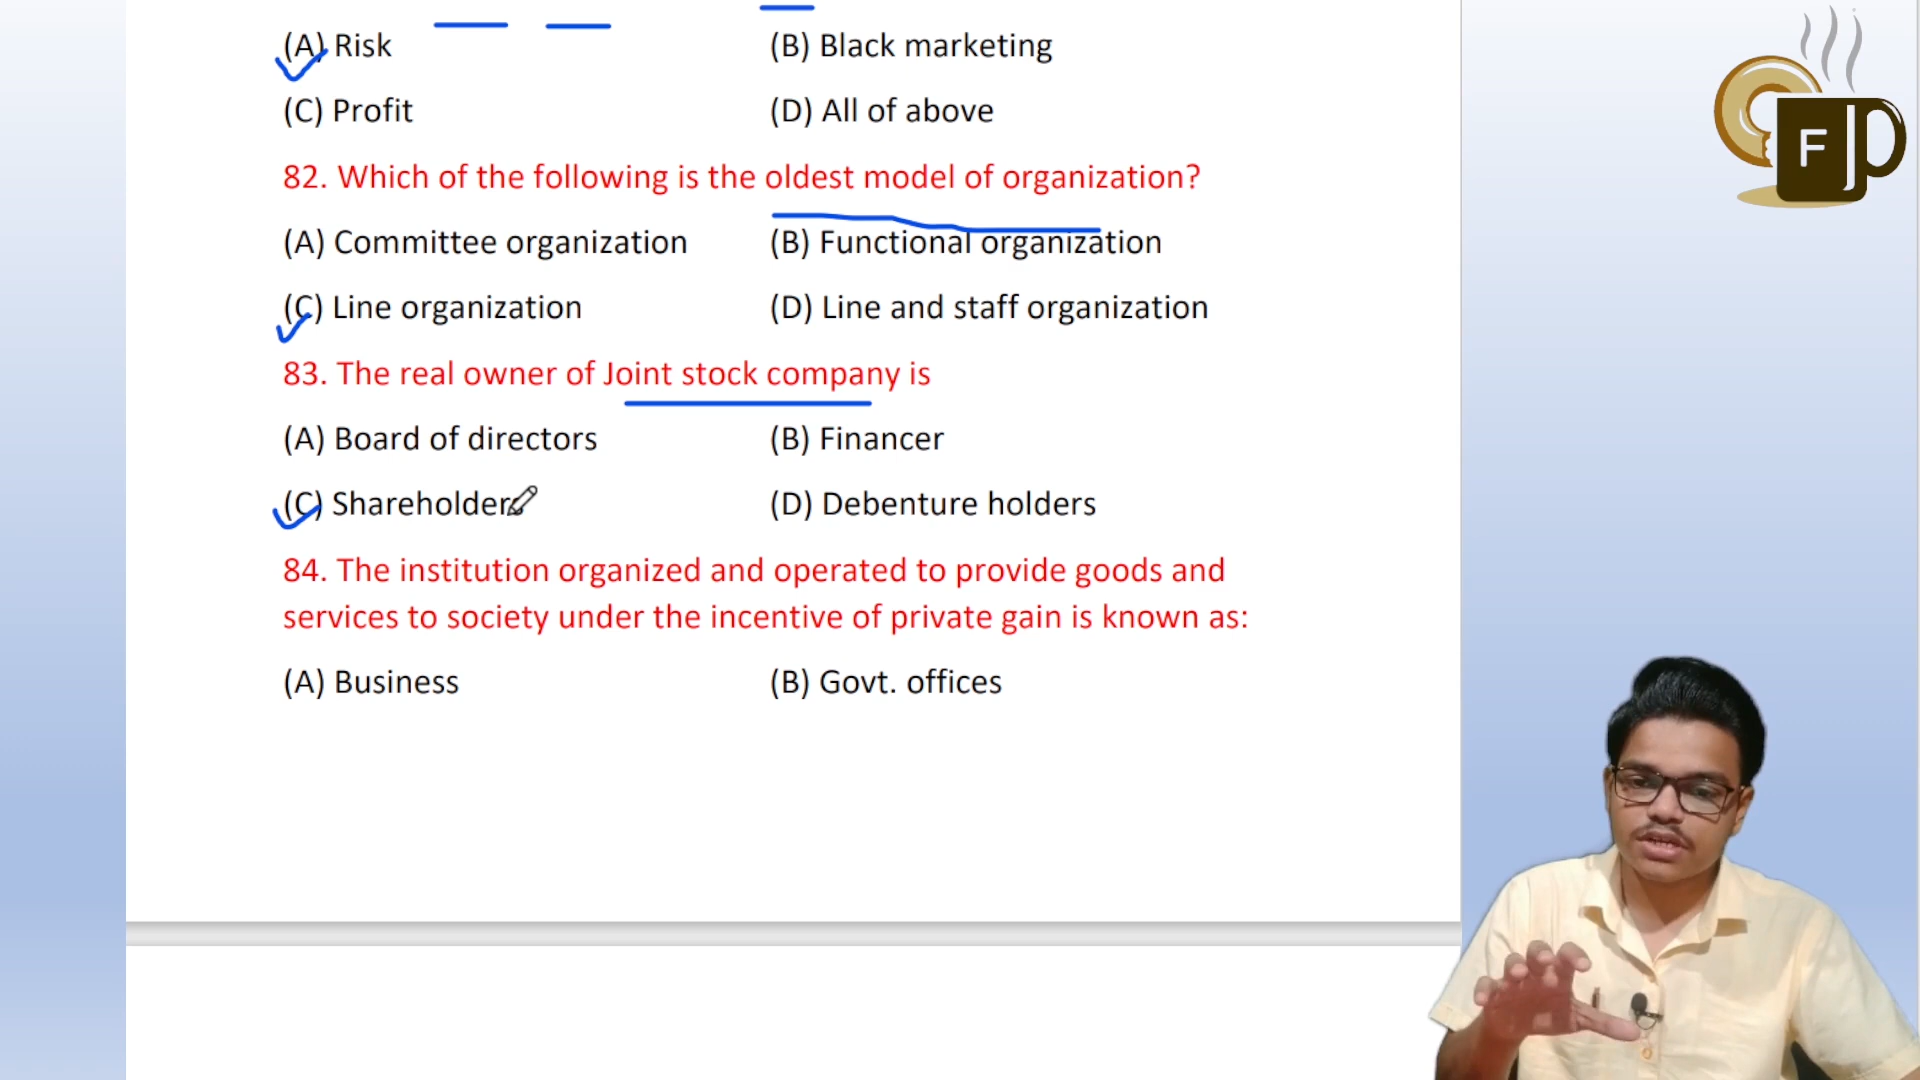 (A) Risk (B) Black marketing
(C) Profit (D) All of above
82. Which of the following is the oldest model of organization?
(A) Committee organization (B) Functional organization
(C) Line organization (D) Line and staff organization
83. The real owner of Joint stock company is
(A) Board of directors (B) Financer
(C) Shareholders (D) Debenture holders
84. The institution organized and operated to provide goods and
services to society under the incentive of private gain is known as:
(A) Business (B) Govt. offices
FJ